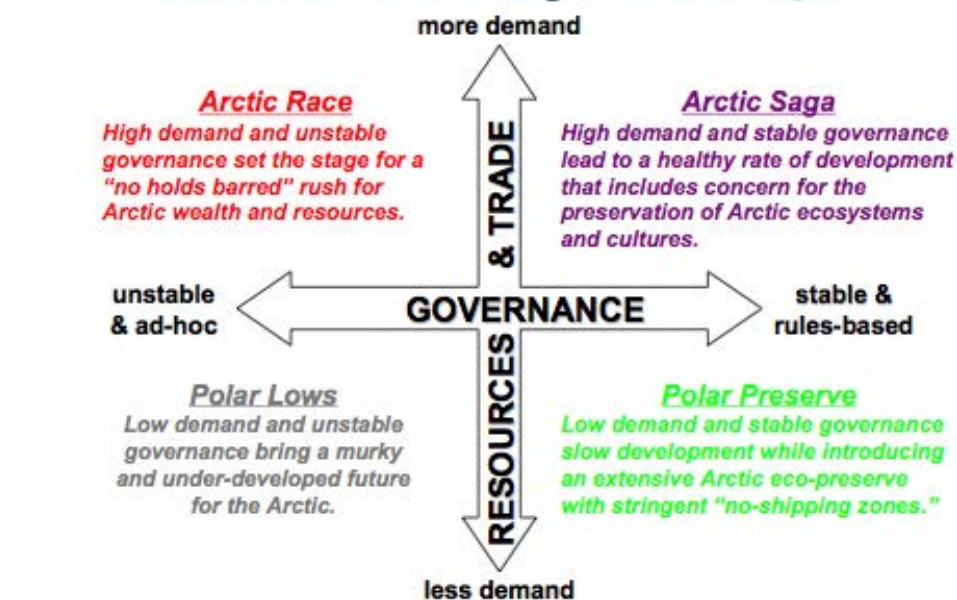 more demand
Arctic Race
High demand and unstable
governance set the stage for a
"no holds barred" rush for
Arctic wealth and resources.
Arctic Saga
High demand and stable governance
lead to a healthy rate of development
that includes concern for the
preservation of Arctic ecosystems
and cultures.
unstable
& ad-hoc
GOVERNANCE
stable &
rules-based
RESOURCES & TRADE
Polar Lows
Low demand and unstable
governance bring a murky
and under-developed future
for the Arctic.
Polar Preserve
Low demand and stable governance
slow development while introducing
an extensive Arctic eco-preserve
with stringent "no-shipping zones."
less demand